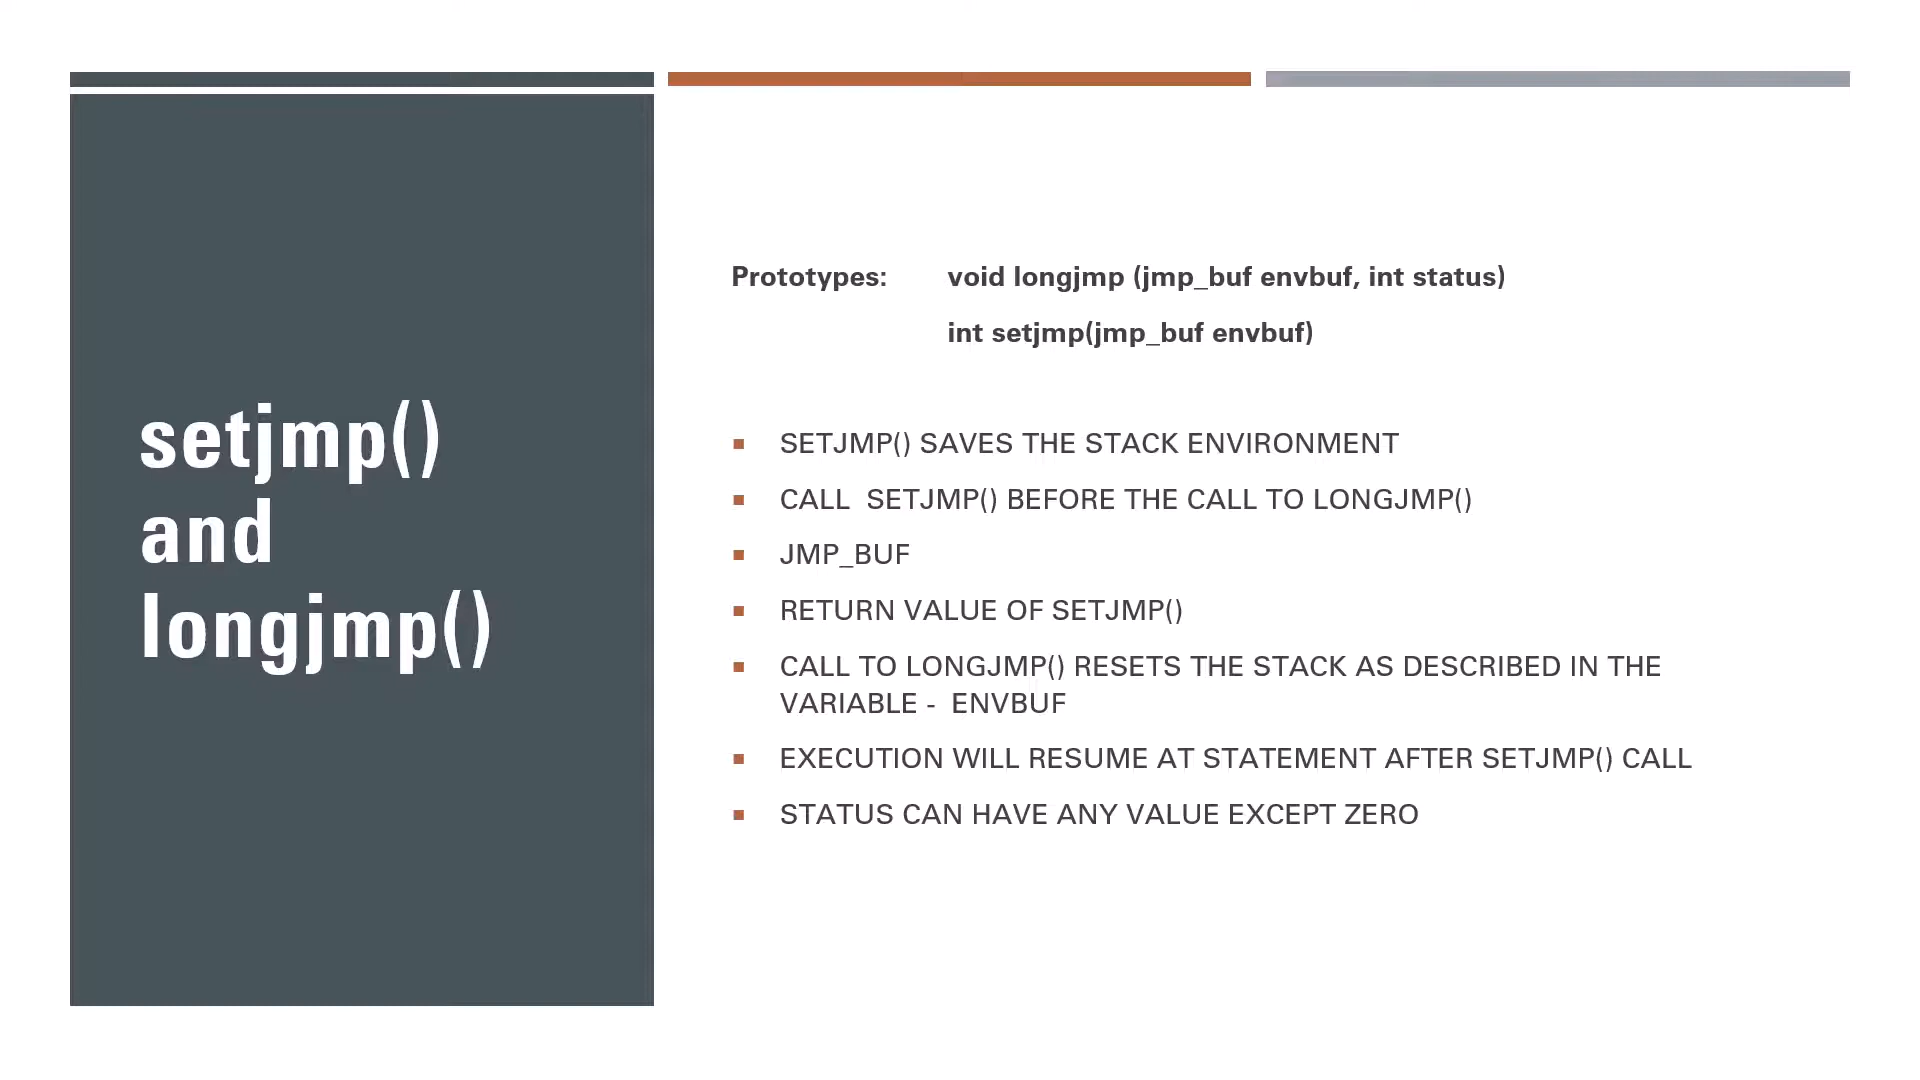 setjmp()
and
longjmp()
Prototypes: void longjmp (jmp_buf envbuf, int status)
int setjmp(jmp_buf envbuf)
SETJMP() SAVES THE STACK ENVIRONMENT
CALL SETJMP() BEFORE THE CALL TO LONGJMP()
JMP_BUF
RETURN VALUE OF SETJMP()
CALL TO LONGJMP() RESETS THE STACK AS DESCRIBED IN THE
VARIABLE - ENVBUF
EXECUTION WILL RESUME AT STATEMENT AFTER SETJMP() CALL
STATUS CAN HAVE ANY VALUE EXCEPT ZERO